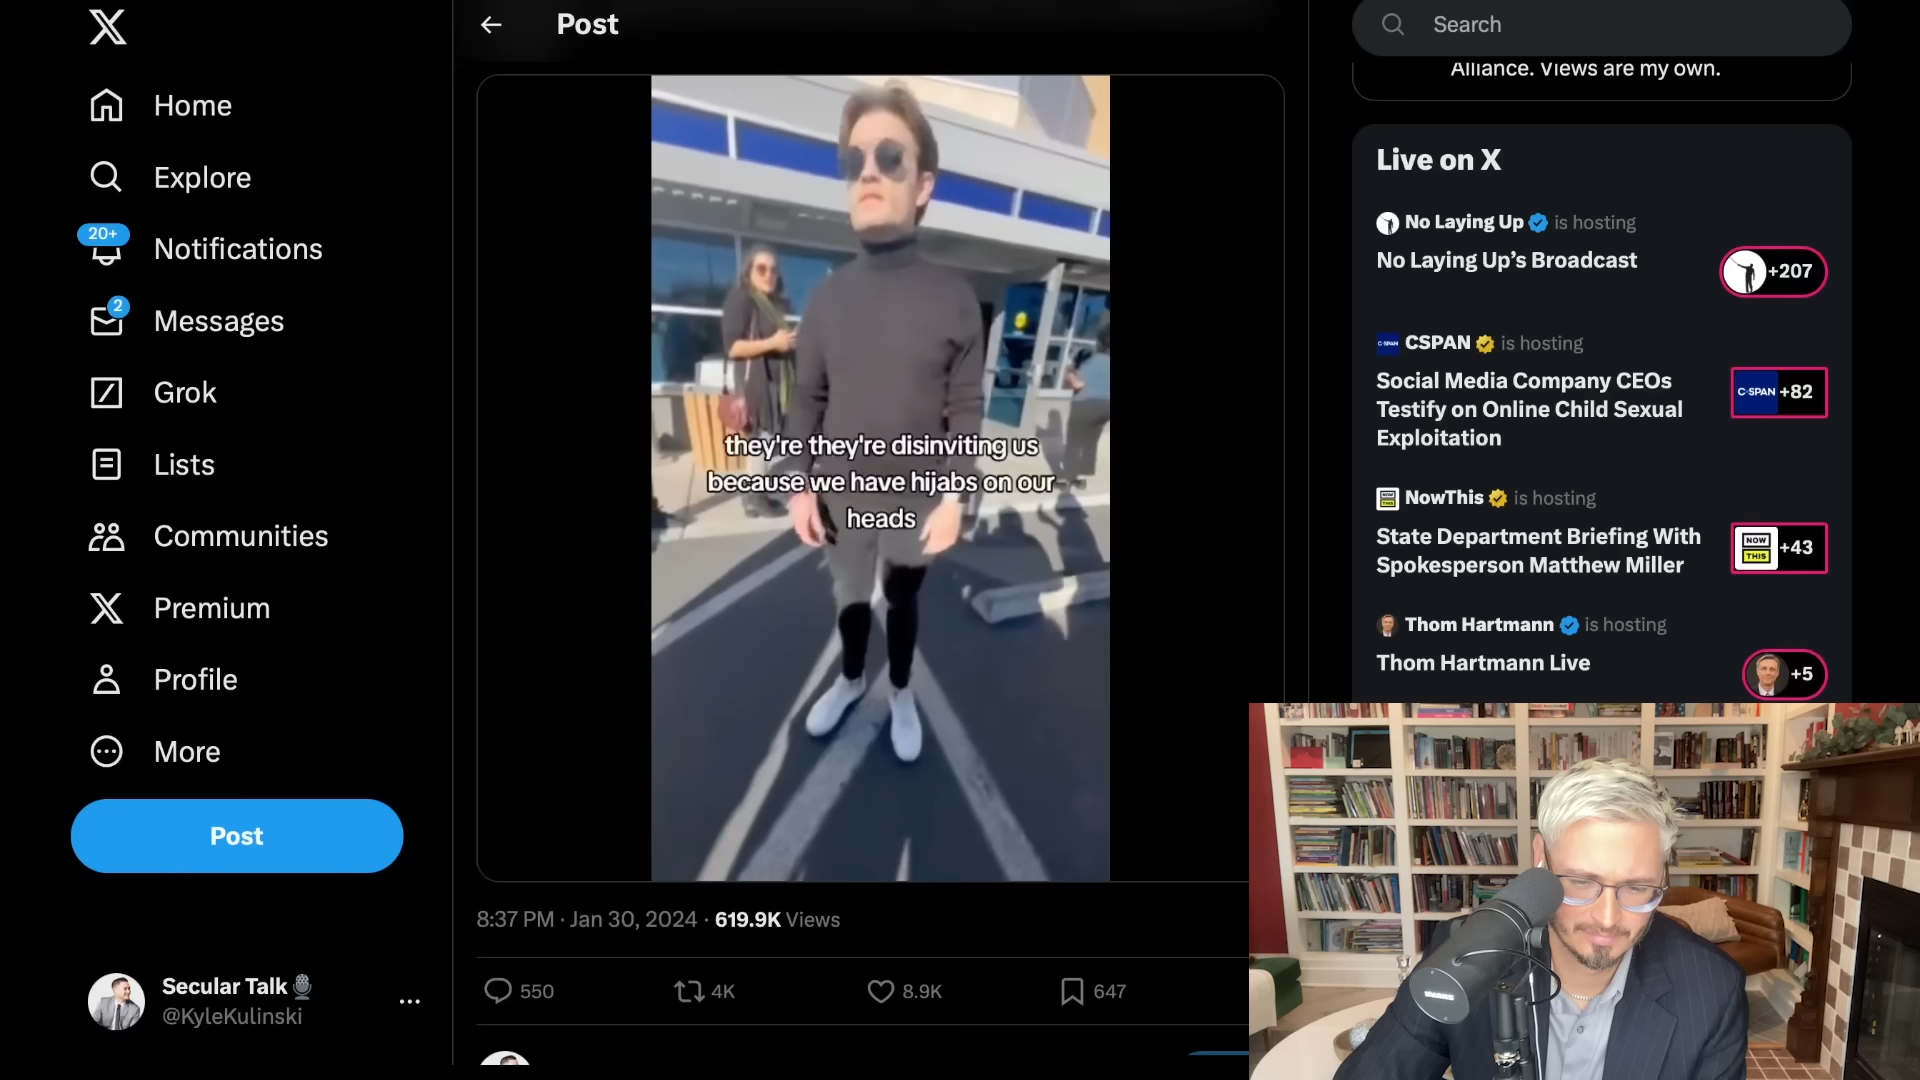 Post
Search
Alliance. Views are my own.
Home
Explore
20+
Notifications
2
Messages
Grok
Lists
Communities
Premium
Profile
More
Post
Secular Talk
@KyleKulinski
they're they're disinviting us
because we have hijabs on our
heads
8:37 PM · Jan 30, 2024 · 619.9K Views
550
4K
8.9K
647
Live on X
No Laying Up is hosting
No Laying Up's Broadcast
+207
C-SPAN
CSPAN is hosting
Social Media Company CEOs
Testify on Online Child Sexual
Exploitation
C-SPAN +82
NOW
THIS
NowThis is hosting
State Department Briefing With
Spokesperson Matthew Miller
NOW
THIS
+43
Thom Hartmann is hosting
Thom Hartmann Live
+5